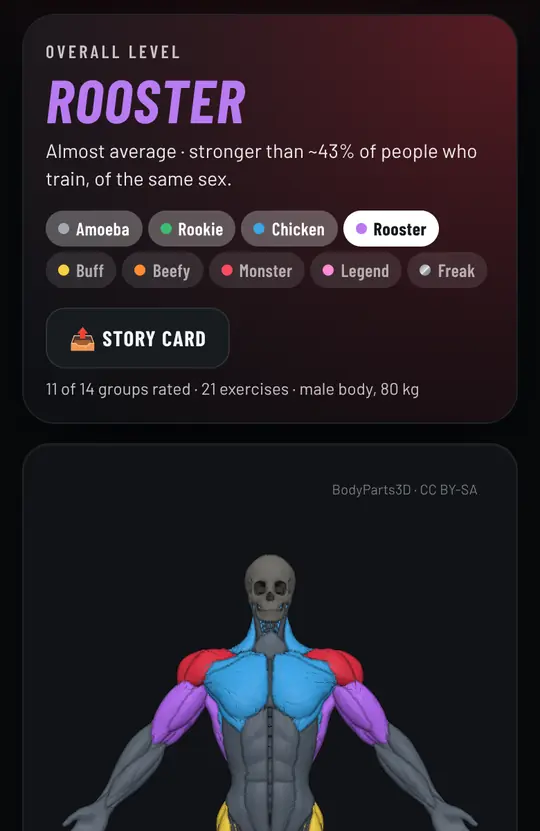 OVERALL LEVEL
ROOSTER
Almost average · stronger than ~43% of people who
train, of the same sex.
Amoeba Rookie Chicken Rooster
Buff Beefy Monster Legend Freak
STORY CARD
11 of 14 groups rated · 21 exercises · male body, 80 kg
BodyParts3D · CC BY-SA